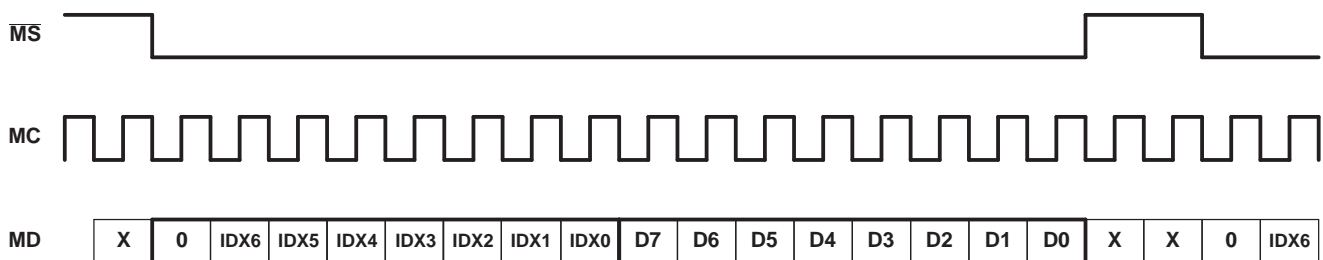 MS
MC
MD X 0 IDX6 IDX5 IDX4 IDX3 IDX2 IDX1 IDX0 D7 D6 D5 D4 D3 D2 D1 D0 X X 0 IDX6